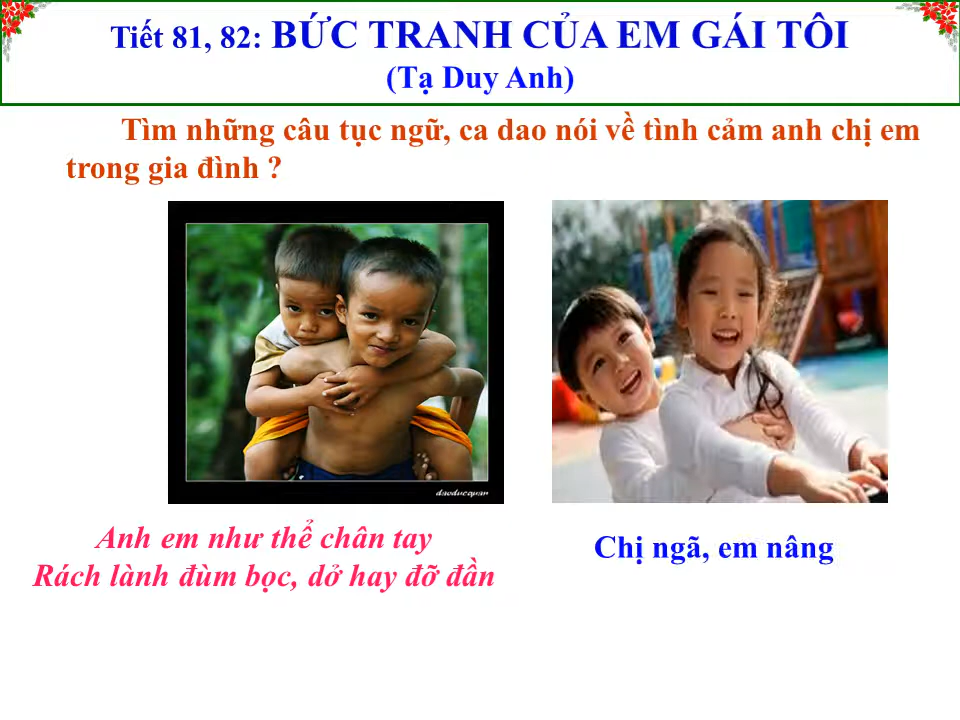 Tiết 81, 82: BỨC TRANH CỦA EM GÁI TÔI
(Tạ Duy Anh)
Tìm những câu tục ngữ, ca dao nói về tình cảm anh chị em
trong gia đình ?
daoducquan
Anh em như thể chân tay
Rách lành đùm bọc, dở hay đỡ đần
Chị ngã, em nâng